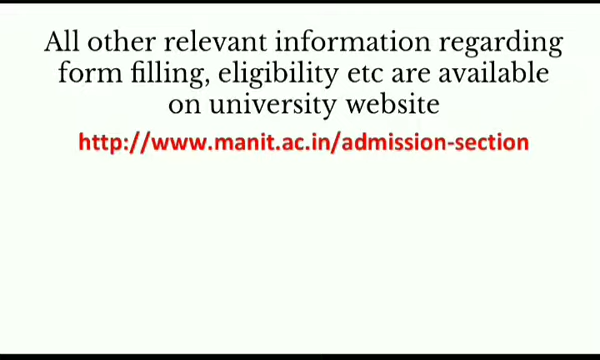 All other relevant information regarding
form filling, eligibility etc are available
on university website
http://www.manit.ac.in/admission-section